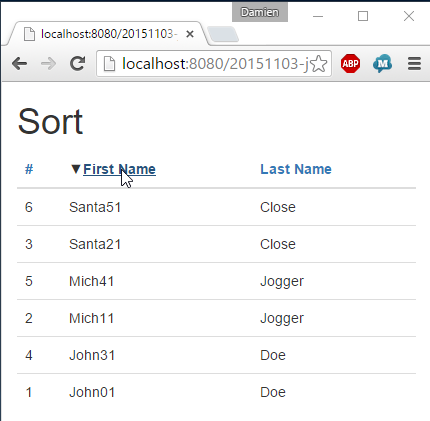 Damien
localhost:8080/20151103-
localhost:8080/20151103-j
ABP
M
Sort
# ▼First Name Last Name
6 Santa51 Close
3 Santa21 Close
5 Mich41 Jogger
2 Mich11 Jogger
4 John31 Doe
1 John01 Doe